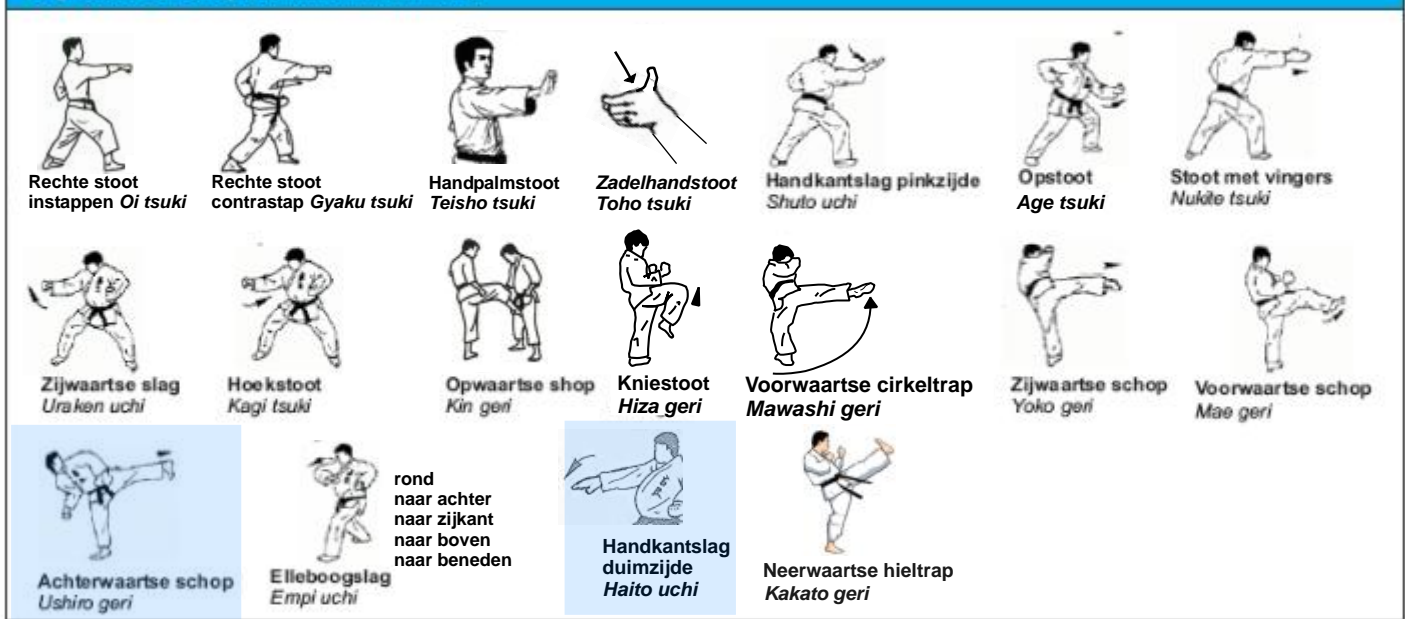 Rechte stoot
instappen Oi tsuki
Rechte stoot
contrastap Gyaku tsuki
Handpalmstoot
Teisho tsuki
Zadelhandstoot
Toho tsuki
Handkantslag pinkzijde
Shuto uchi
Opstoot
Age tsuki
Stoot met vingers
Nukite tsuki
Zijwaartse slag
Uraken uchi
Hoekstoot
Kagi tsuki
Opwaartse shop
Kin geri
Kniestoot
Hiza geri
Voorwaartse cirkeltrap
Mawashi geri
Zijwaartse schop
Yoko geri
Voorwaartse schop
Mae geri
Achterwaartse schop
Ushiro geri
Elleboogslag
Empi uchi
rond
naar achter
naar zijkant
naar boven
naar beneden
Handkantslag
duimzijde
Haito uchi
Neerwaartse hieltrap
Kakato geri